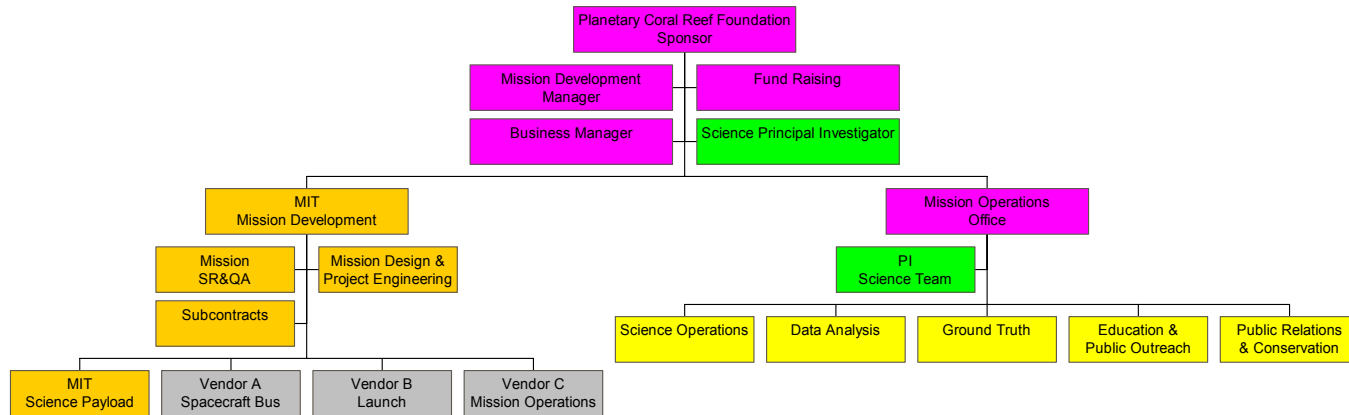 Planetary Coral Reef Foundation
Sponsor
Mission Development
Manager
Fund Raising
Business Manager
Science Principal Investigator
MIT
Mission Development
Mission Operations
Office
Mission
SR&QA
Mission Design &
Project Engineering
PI
Science Team
Subcontracts
Science Operations
Data Analysis
Ground Truth
Education &
Public Outreach
Public Relations
& Conservation
MIT
Science Payload
Vendor A
Spacecraft Bus
Vendor B
Launch
Vendor C
Mission Operations